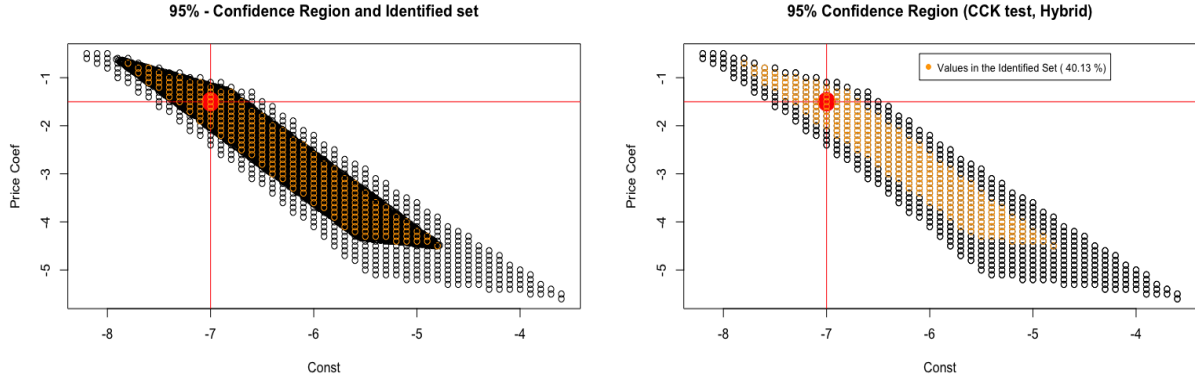 95% - Confidence Region and Identified set
Price Coef
-1
-2
-3
-4
-5
-8
-7
-6
-5
-4
Const
95% Confidence Region (CCK test, Hybrid)
Values in the Identified Set ( 40.13 %)
Price Coef
-1
-2
-3
-4
-5
-8
-7
-6
-5
-4
Const